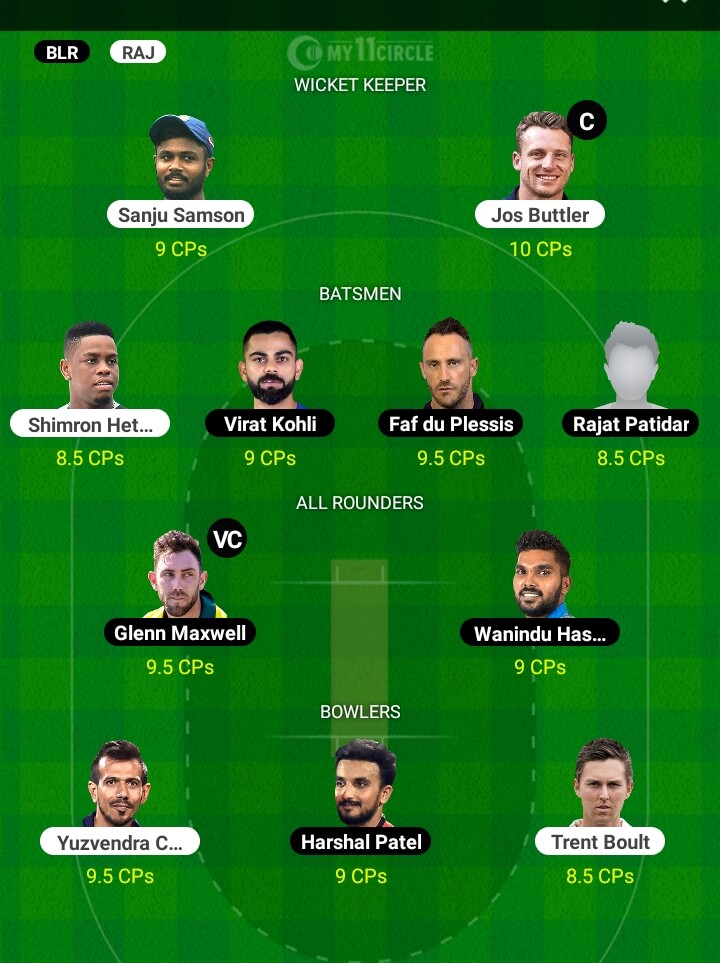 BLR RAJ
MY11CIRCLE
WICKET KEEPER
C
Sanju Samson Jos Buttler
9 CPs 10 CPs
BATSMEN
Shimron Het... Virat Kohli Faf du Plessis Rajat Patidar
8.5 CPs 9 CPs 9.5 CPs 8.5 CPs
ALL ROUNDERS
VC
Glenn Maxwell Wanindu Has...
9.5 CPs 9 CPs
BOWLERS
Yuzvendra C... Harshal Patel Trent Boult
9.5 CPs 9 CPs 8.5 CPs